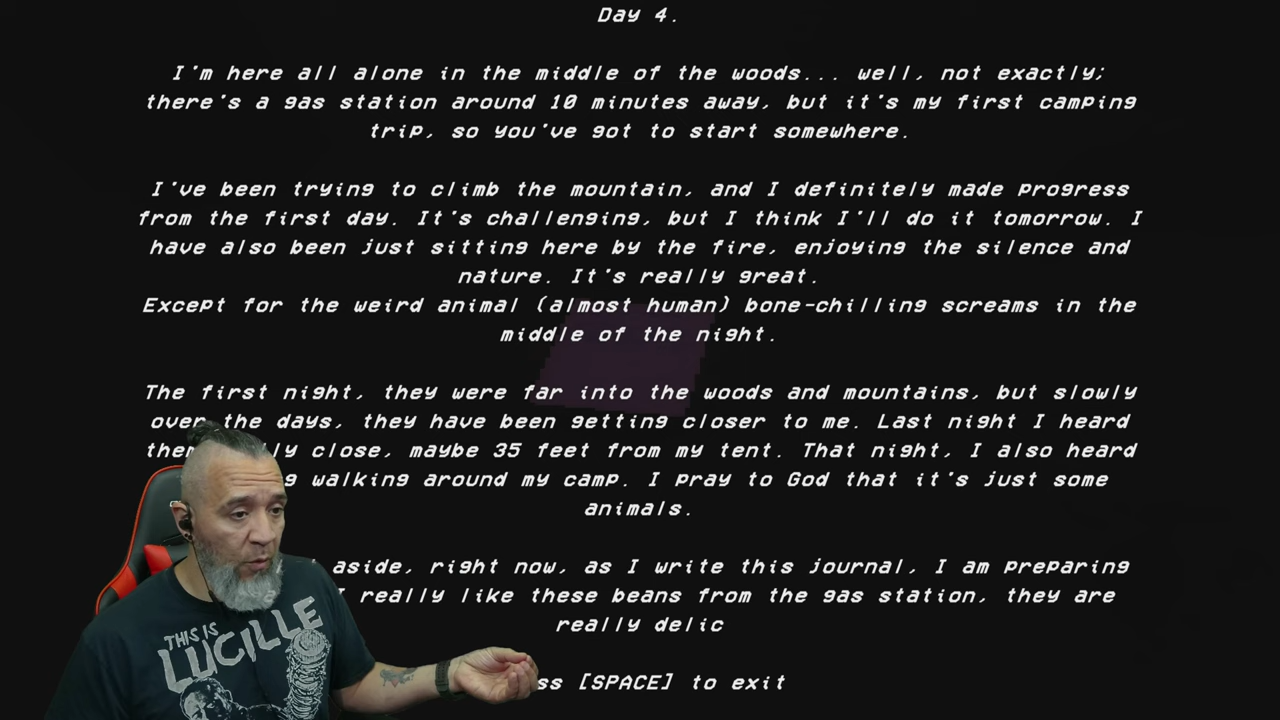 Day 4.
I'm here all alone in the middle of the woods... well, not exactly;
there's a gas station around 10 minutes away, but it's my first camping
trip, so you've got to start somewhere.
I've been trying to climb the mountain, and I definitely made progress
from the first day. It's challenging, but I think I'll do it tomorrow. I
have also been just sitting here by the fire, enjoying the silence and
nature. It's really great.
Except for the weird animal (almost human) bone-chilling screams in the
middle of the night.
The first night, they were far into the woods and mountains, but slowly
over the days, they have been getting closer to me. Last night I heard
close, maybe 35 feet from my tent. That night, I also heard
walking around my camp. I pray to God that it's just some
animals.
aside, right now, as I write this journal, I am preparing
I really like these beans from the gas station, they are
really delic
[SPACE] to exit
THIS IS
LUCILLE